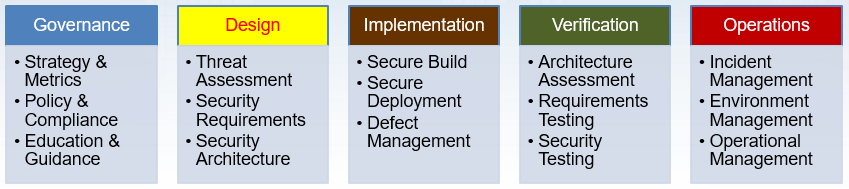 Governance
• Strategy &
Metrics
• Policy &
Compliance
• Education &
Guidance
Design
• Threat
Assessment
• Security
Requirements
• Security
Architecture
Implementation
• Secure Build
• Secure
Deployment
• Defect
Management
Verification
• Architecture
Assessment
• Requirements
Testing
• Security
Testing
Operations
• Incident
Management
• Environment
Management
• Operational
Management